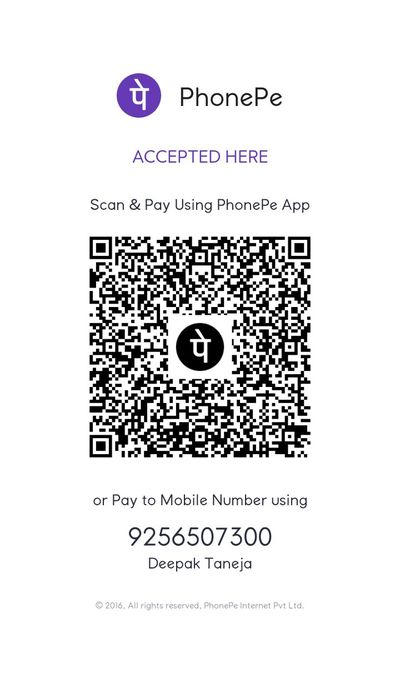 पे PhonePe
ACCEPTED HERE
Scan & Pay Using PhonePe App
पे
or Pay to Mobile Number using
9256507300
Deepak Taneja
© 2016, All rights reserved, PhonePe Internet Pvt Ltd.